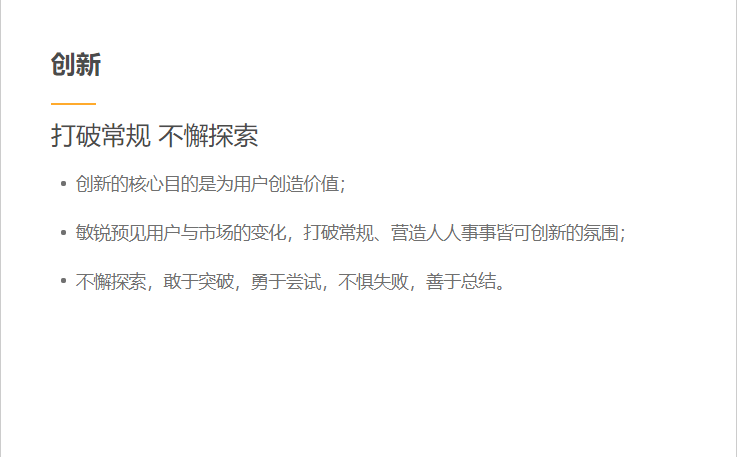 创新
打破常规 不懈探索
• 创新的核心目的是为用户创造价值；
• 敏锐预见用户与市场的变化，打破常规、营造人人事事皆可创新的氛围；
• 不懈探索，敢于突破，勇于尝试，不惧失败，善于总结。